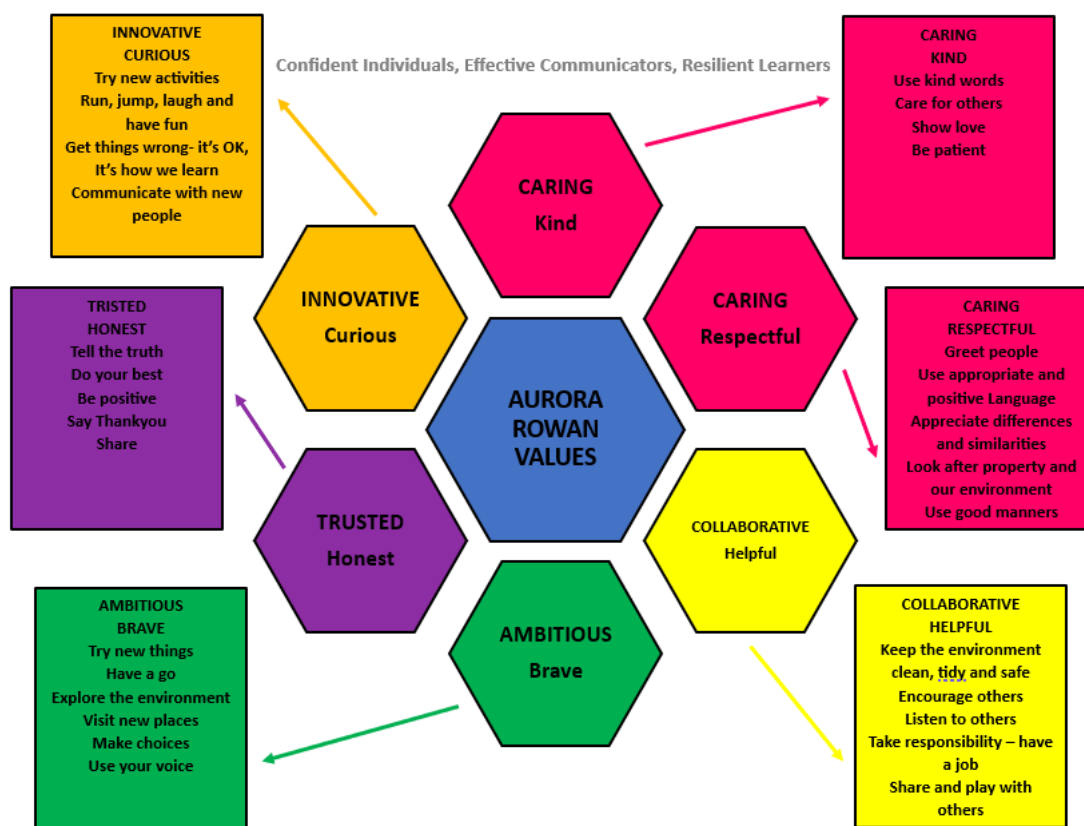 INNOVATIVE
CURIOUS
Try new activities
Run, jump, laugh and
have fun
Get things wrong- it's OK,
It's how we learn
Communicate with new
people
Confident Individuals, Effective Communicators, Resilient Learners
CARING
KIND
Use kind words
Care for others
Show love
Be patient
CARING
Kind
INNOVATIVE
Curious
CARING
Respectful
TRISTED
HONEST
Tell the truth
Do your best
Be positive
Say Thankyou
Share
AURORA
ROWAN
VALUES
CARING
RESPECTFUL
Greet people
Use appropriate and
positive Language
Appreciate differences
and similarities
Look after property and
our environment
Use good manners
TRUSTED
Honest
COLLABORATIVE
Helpful
AMBITIOUS
BRAVE
Try new things
Have a go
Explore the environment
Visit new places
Make choices
Use your voice
AMBITIOUS
Brave
COLLABORATIVE
HELPFUL
Keep the environment
clean, tidy and safe
Encourage others
Listen to others
Take responsibility – have
a job
Share and play with
others